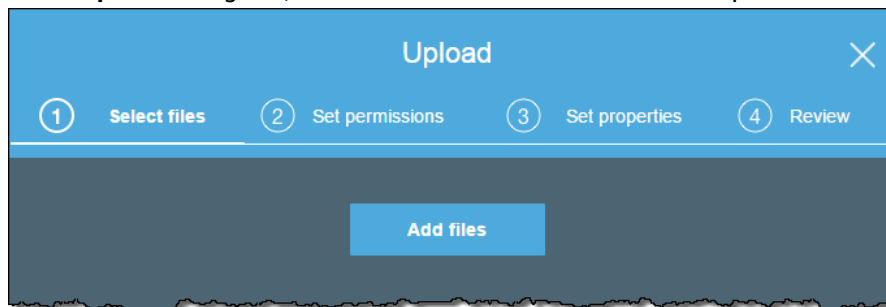 Upload
1 Select files 2 Set permissions 3 Set properties 4 Review
Add files